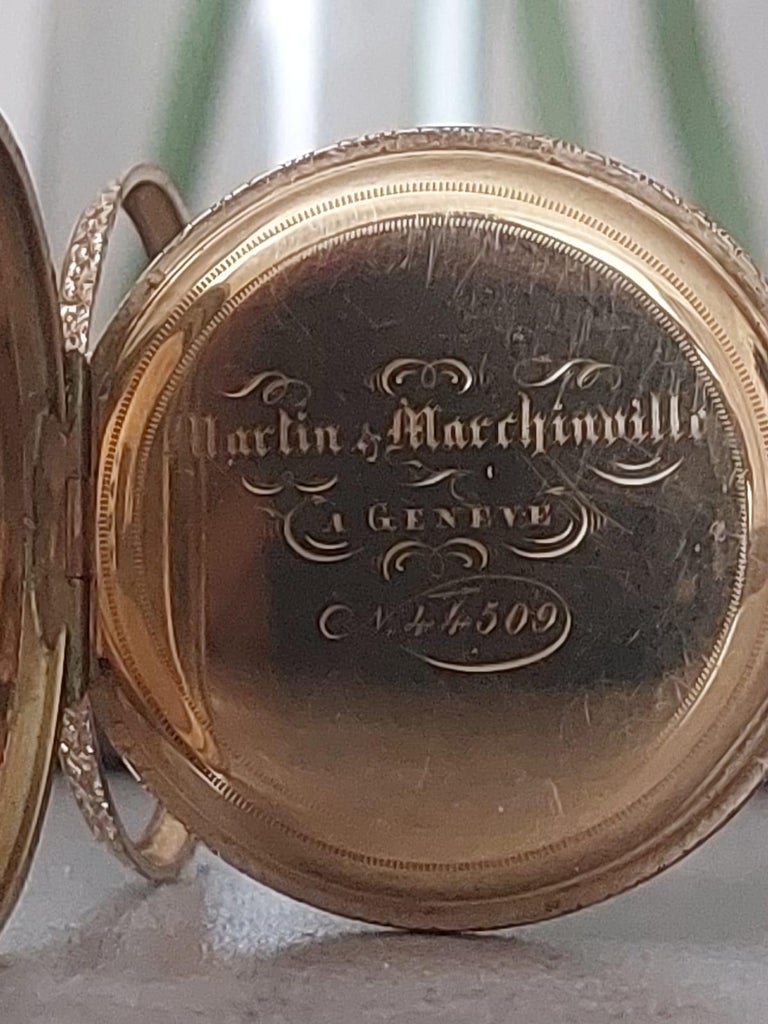 Martin & Marchinville
A GENEVE
N. 44509